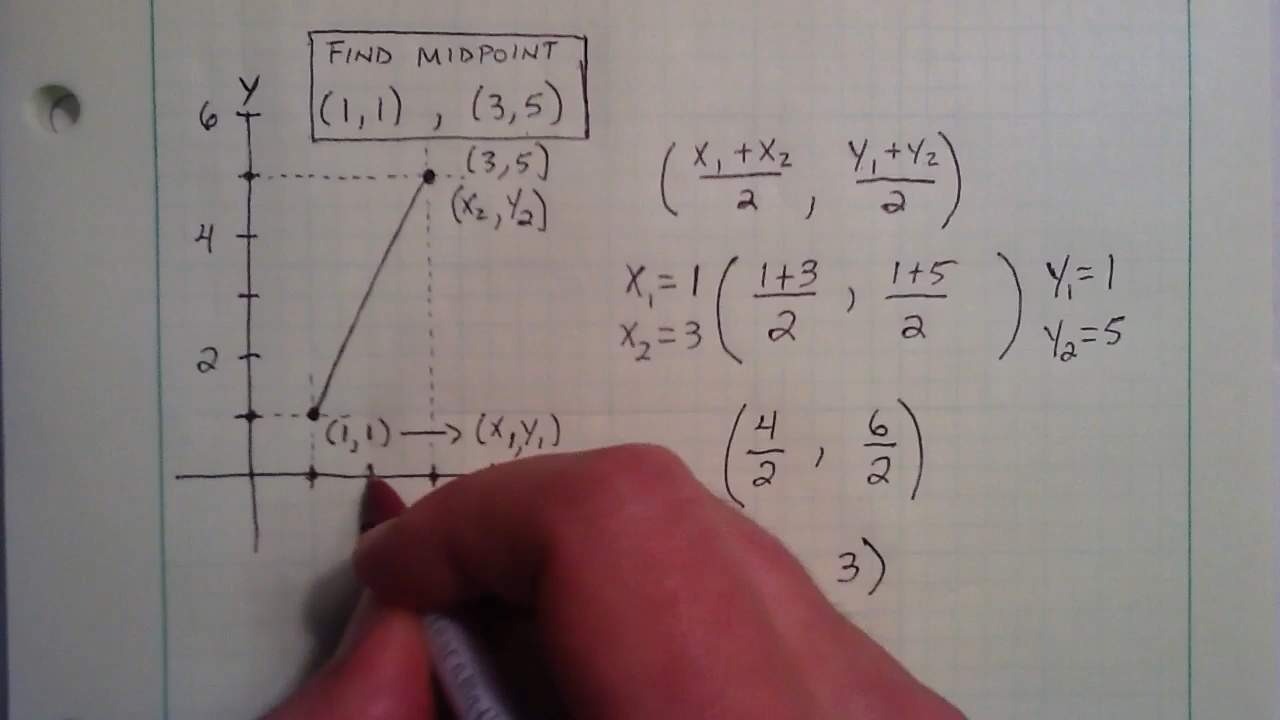 FIND MIDPOINT
(1,1) , (3,5)
Y
6
(3,5)
(X₂,Y₂)
4
2
(1,1) → (X₁,Y₁)
(X₁+X₂/2 , Y₁+Y₂/2)
X₁=1
X₂=3
(1+3/2 , 1+5/2)
Y₁=1
Y₂=5
(4/2 , 6/2)
3)